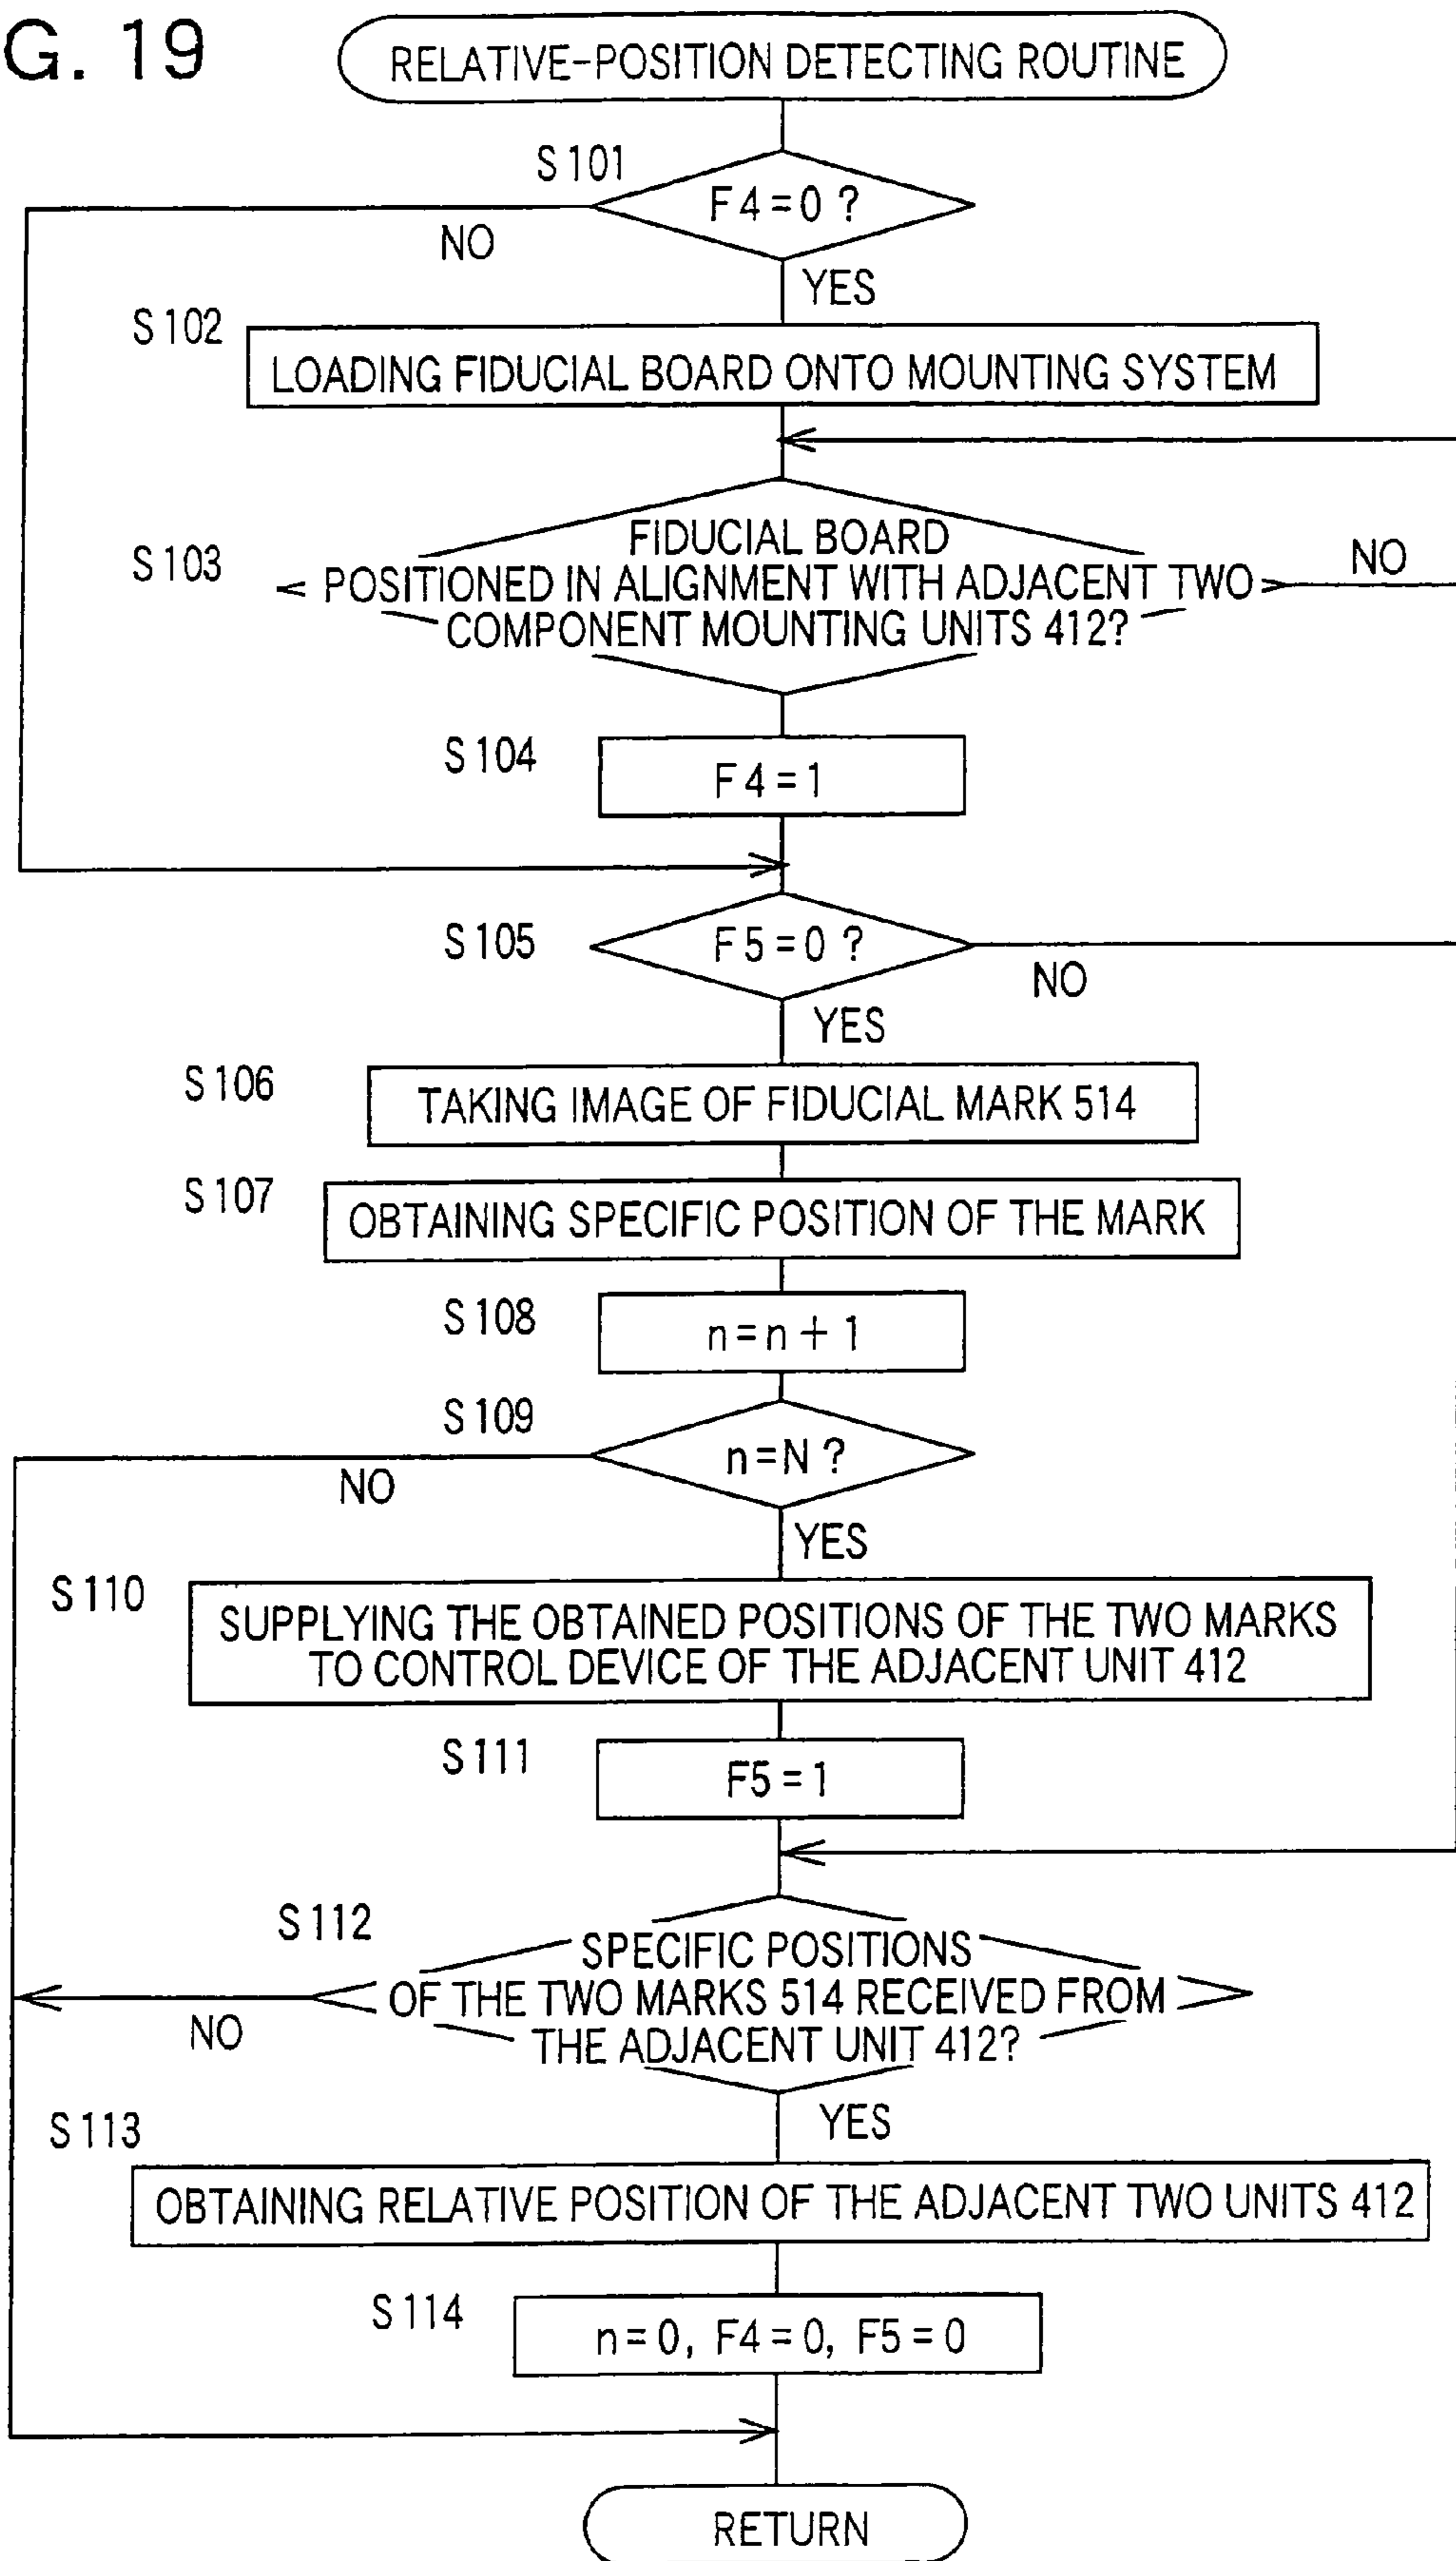 G. 19
RELATIVE-POSITION DETECTING ROUTINE
S101
F4=0 ?
NO
YES
S102
LOADING FIDUCIAL BOARD ONTO MOUNTING SYSTEM
S103
FIDUCIAL BOARD
POSITIONED IN ALIGNMENT WITH ADJACENT TWO
COMPONENT MOUNTING UNITS 412?
NO
S104
F4=1
S105
F5=0 ?
NO
YES
S106
TAKING IMAGE OF FIDUCIAL MARK 514
S107
OBTAINING SPECIFIC POSITION OF THE MARK
S108
n=n+1
S109
n=N ?
NO
YES
S110
SUPPLYING THE OBTAINED POSITIONS OF THE TWO MARKS
TO CONTROL DEVICE OF THE ADJACENT UNIT 412
S111
F5=1
S112
SPECIFIC POSITIONS
OF THE TWO MARKS 514 RECEIVED FROM
THE ADJACENT UNIT 412?
NO
YES
S113
OBTAINING RELATIVE POSITION OF THE ADJACENT TWO UNITS 412
S114
n=0, F4=0, F5=0
RETURN